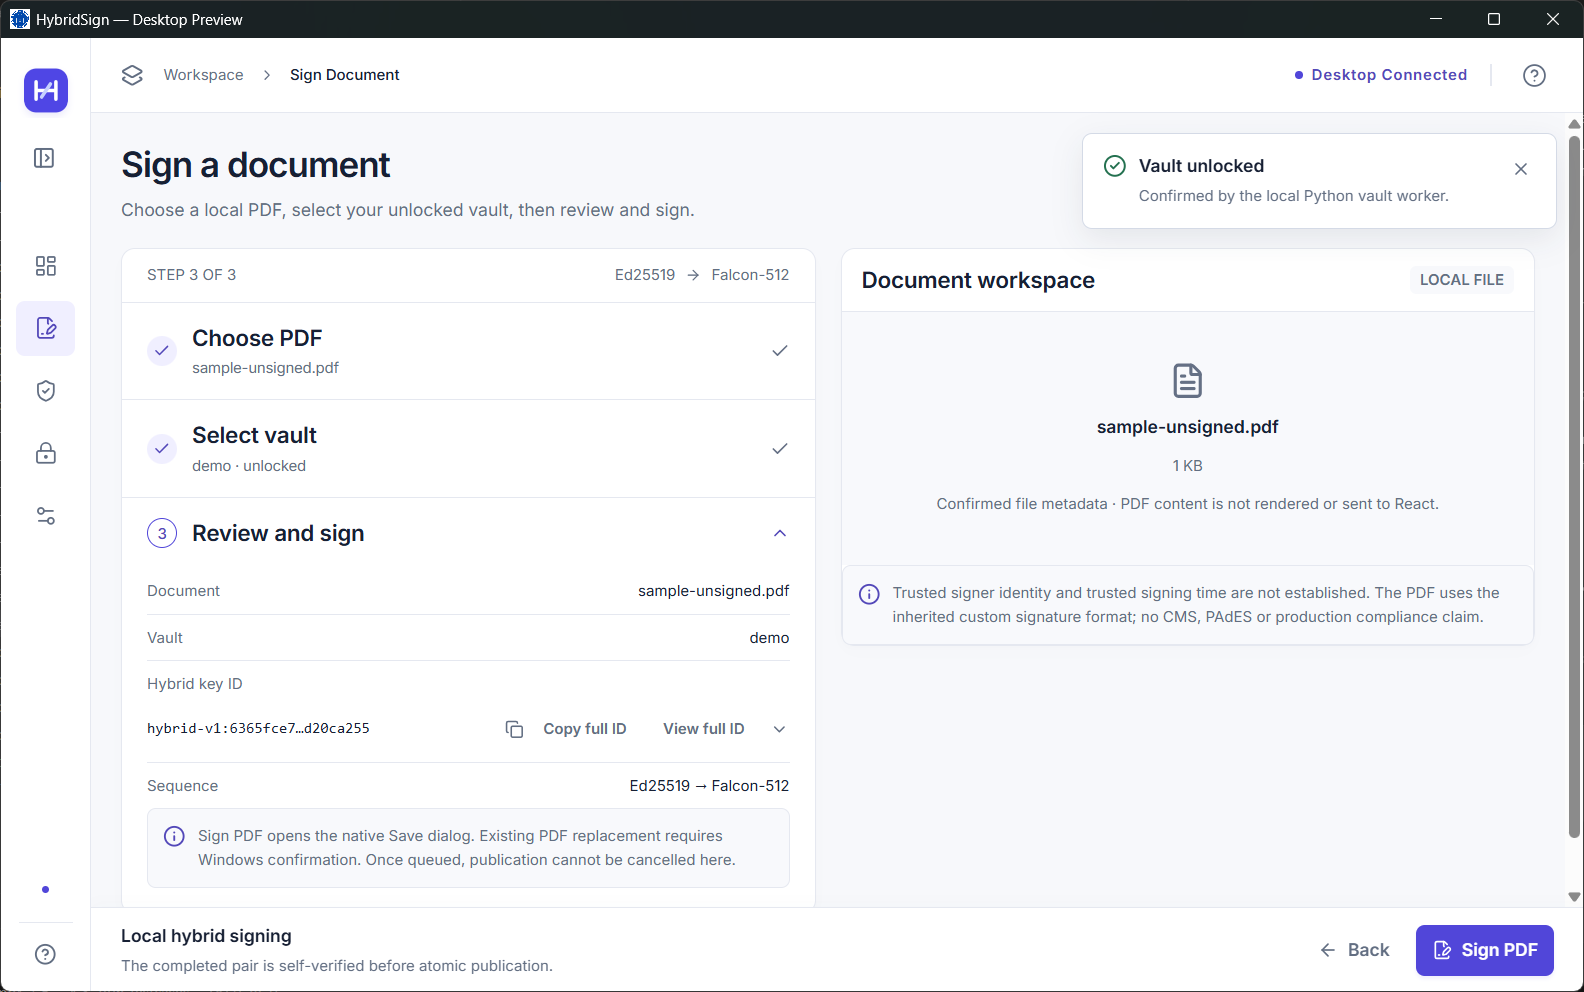 HybridSign — Desktop Preview
Workspace
Sign Document
Desktop Connected
Sign a document
Choose a local PDF, select your unlocked vault, then review and sign.
Vault unlocked
Confirmed by the local Python vault worker.
STEP 3 OF 3
Ed25519 → Falcon-512
Choose PDF
sample-unsigned.pdf
Select vault
demo · unlocked
3 Review and sign
Document
sample-unsigned.pdf
Vault
demo
Hybrid key ID
hybrid-v1:6365fce7…d20ca255
Copy full ID
View full ID
Sequence
Ed25519 → Falcon-512
Sign PDF opens the native Save dialog. Existing PDF replacement requires
Windows confirmation. Once queued, publication cannot be cancelled here.
Document workspace
LOCAL FILE
sample-unsigned.pdf
1 KB
Confirmed file metadata · PDF content is not rendered or sent to React.
Trusted signer identity and trusted signing time are not established. The PDF uses the
inherited custom signature format; no CMS, PAdES or production compliance claim.
Local hybrid signing
The completed pair is self-verified before atomic publication.
Back
Sign PDF